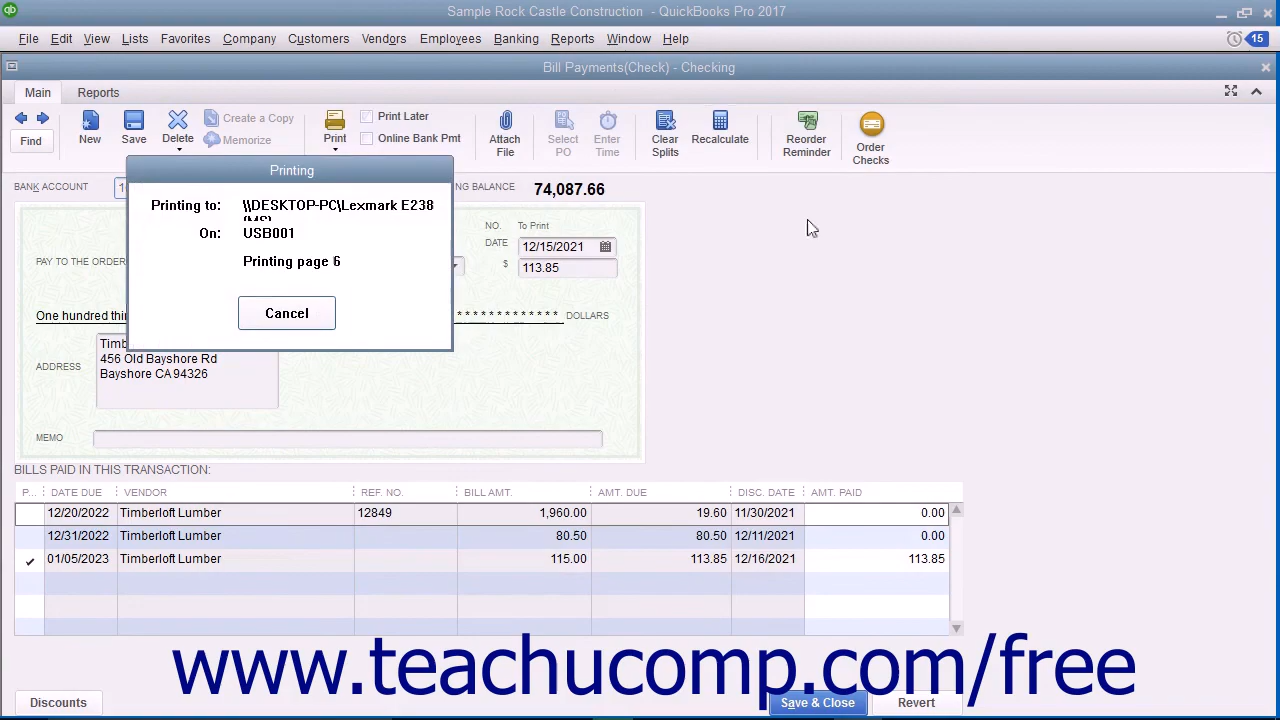 qb
Sample Rock Castle Construction - QuickBooks Pro 2017
File Edit View Lists Favorites Company Customers Vendors Employees Banking Reports Window Help
15
Bill Payments(Check) - Checking
Main Reports
Find
New
Save
Delete
Create a Copy
Memorize
Print
Print Later
Online Bank Pmt
Attach
File
Select
PO
Enter
Time
Clear
Splits
Recalculate
Reorder
Reminder
Order
Checks
BANK ACCOUNT
NG BALANCE 74,087.66
Printing
Printing to: \\DESKTOP-PC\Lexmark E238
(MS)
On: USB001
Printing page 6
Cancel
NO. To Print
DATE 12/15/2021
PAY TO THE ORDER
$ 113.85
One hundred thi
* * * * * * * * * * * * * DOLLARS
ADDRESS
Timb
456 Old Bayshore Rd
Bayshore CA 94326
MEMO
BILLS PAID IN THIS TRANSACTION:
P... DATE DUE VENDOR REF. NO. BILL AMT. AMT. DUE DISC. DATE AMT. PAID
12/20/2022 Timberloft Lumber 12849 1,960.00 19.60 11/30/2021 0.00
12/31/2022 Timberloft Lumber 80.50 80.50 12/11/2021 0.00
✓ 01/05/2023 Timberloft Lumber 115.00 113.85 12/16/2021 113.85
www.teachucomp.com/free
Discounts Save & Close Revert